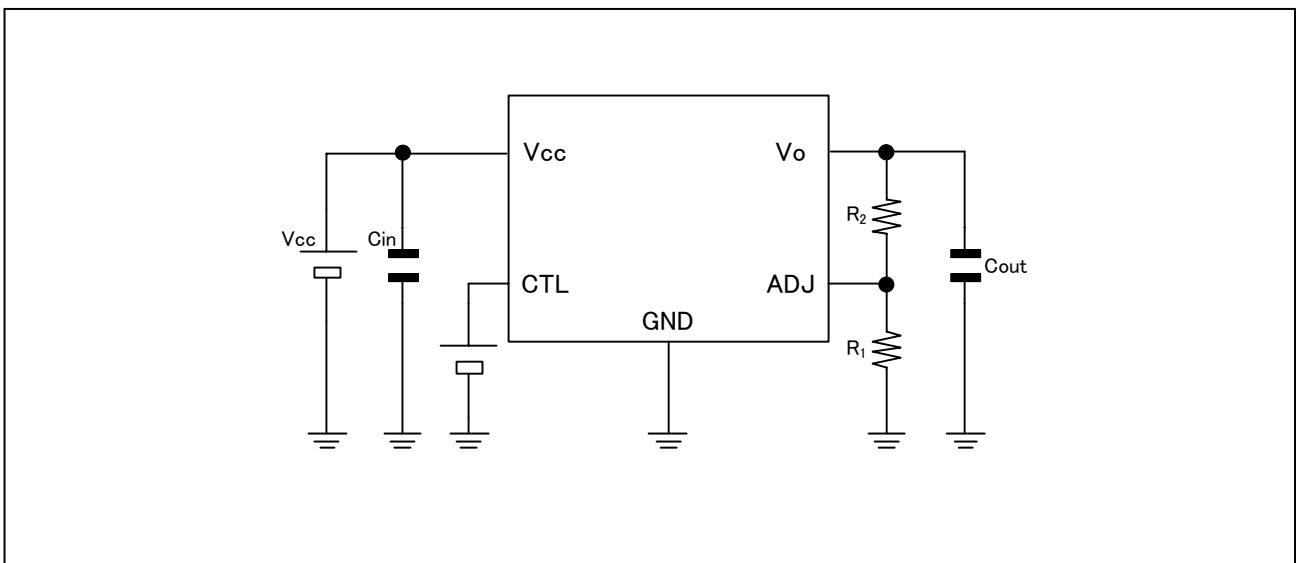 Vcc
Vo
R₂
Vcc
Cin
Cout
CTL
ADJ
GND
R₁